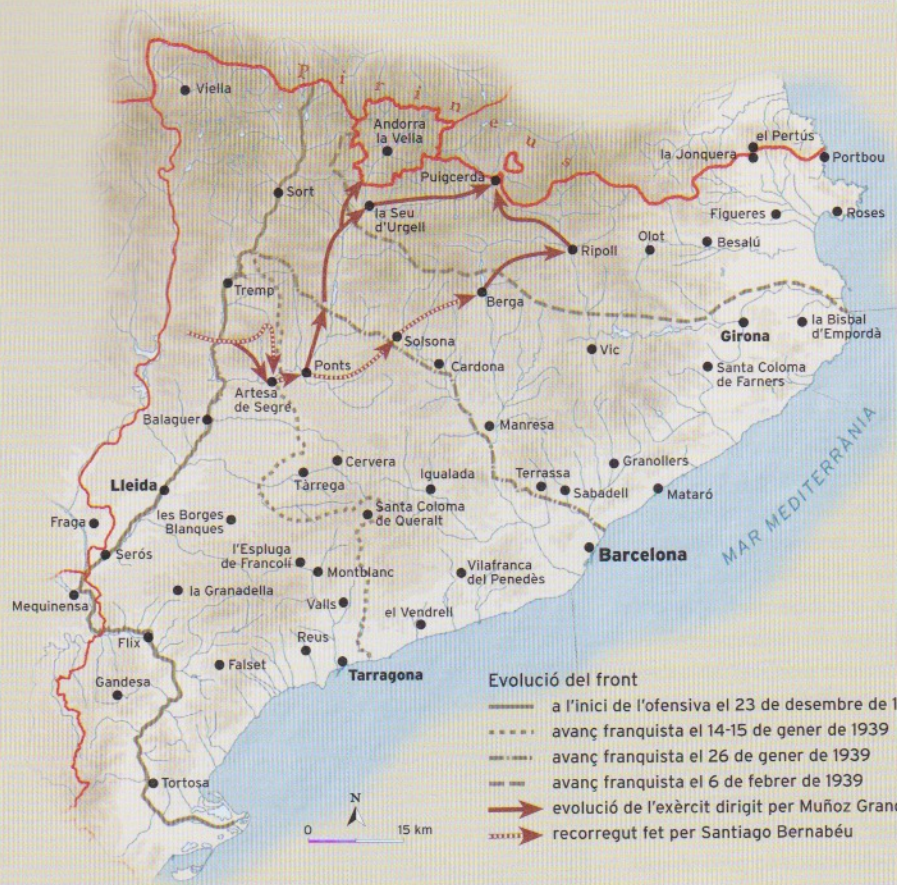 Pirineus
Viella
Andorra
la Vella
el Pertús
la Jonquera
Portbou
Puigcerdà
Sort
la Seu
d'Urgell
Figueres
Roses
Ripoll
Olot
Besalú
Tremp
Berga
Solsona
Girona
la Bisbal
d'Empordà
Vic
Ponts
Cardona
Santa Coloma
de Farners
Artesa
de Segre
Balaguer
Manresa
Cervera
Granollers
Tàrrega
Igualada
Terrassa
Sabadell
Mataró
MAR MEDITERRÀNIA
Lleida
les Borges
Blanques
Santa Coloma
de Queralt
Fraga
Serós
l'Espluga
de Francolí
Montblanc
Vilafranca
del Penedès
Barcelona
Mequinensa
la Granadella
Valls
el Vendrell
Flix
Reus
Falset
Tarragona
Gandesa
Tortosa
Evolució del front
a l'inici de l'ofensiva el 23 de desembre de 1
avanç franquista el 14-15 de gener de 1939
avanç franquista el 26 de gener de 1939
avanç franquista el 6 de febrer de 1939
evolució de l'exèrcit dirigit per Muñoz Grand
recorregut fet per Santiago Bernabéu
N
0 15 km